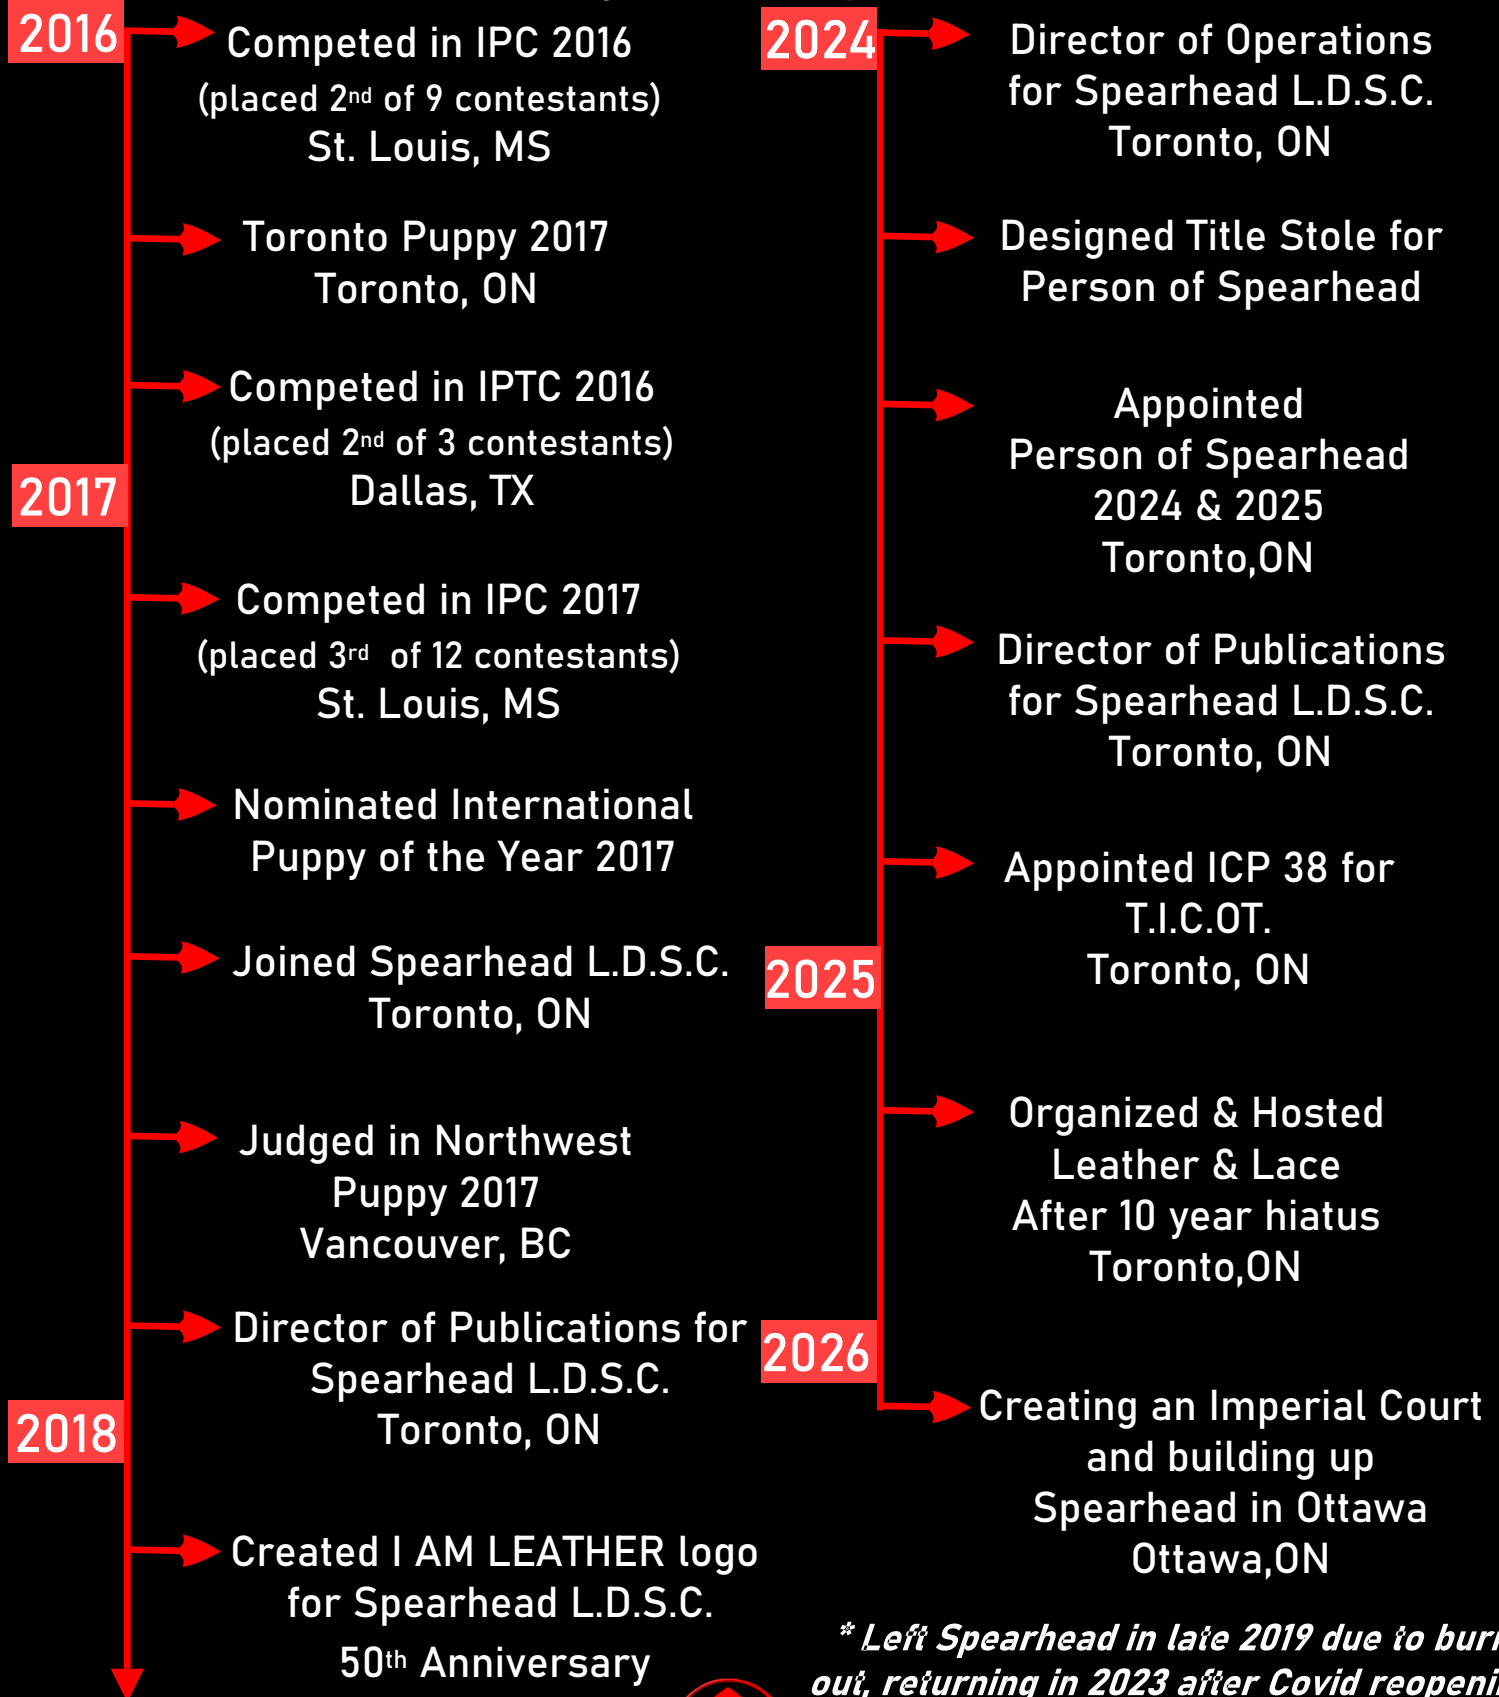 2016
Competed in IPC 2016
(placed 2nd of 9 contestants)
St. Louis, MS
Toronto Puppy 2017
Toronto, ON
Competed in IPTC 2016
(placed 2nd of 3 contestants)
Dallas, TX
2017
Competed in IPC 2017
(placed 3rd of 12 contestants)
St. Louis, MS
Nominated International
Puppy of the Year 2017
Joined Spearhead L.D.S.C.
Toronto, ON
Judged in Northwest
Puppy 2017
Vancouver, BC
Director of Publications for
Spearhead L.D.S.C.
Toronto, ON
2018
Created I AM LEATHER logo
for Spearhead L.D.S.C.
50th Anniversary
2024
Director of Operations
for Spearhead L.D.S.C.
Toronto, ON
Designed Title Stole for
Person of Spearhead
Appointed
Person of Spearhead
2024 & 2025
Toronto,ON
Director of Publications
for Spearhead L.D.S.C.
Toronto, ON
Appointed ICP 38 for
T.I.C.OT.
Toronto, ON
2025
Organized & Hosted
Leather & Lace
After 10 year hiatus
Toronto,ON
2026
Creating an Imperial Court
and building up
Spearhead in Ottawa
Ottawa,ON
* Left Spearhead in late 2019 due to burn
out, returning in 2023 after Covid